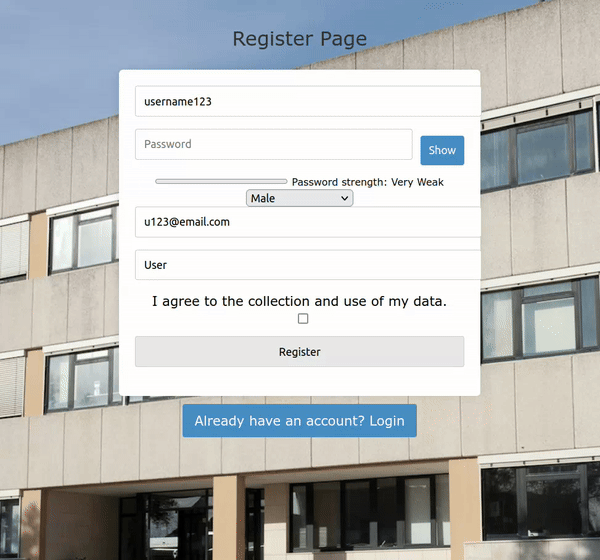 Register Page
username123
Password Show
Password strength: Very Weak
Male
u123@email.com
User
I agree to the collection and use of my data.
Register
Already have an account? Login